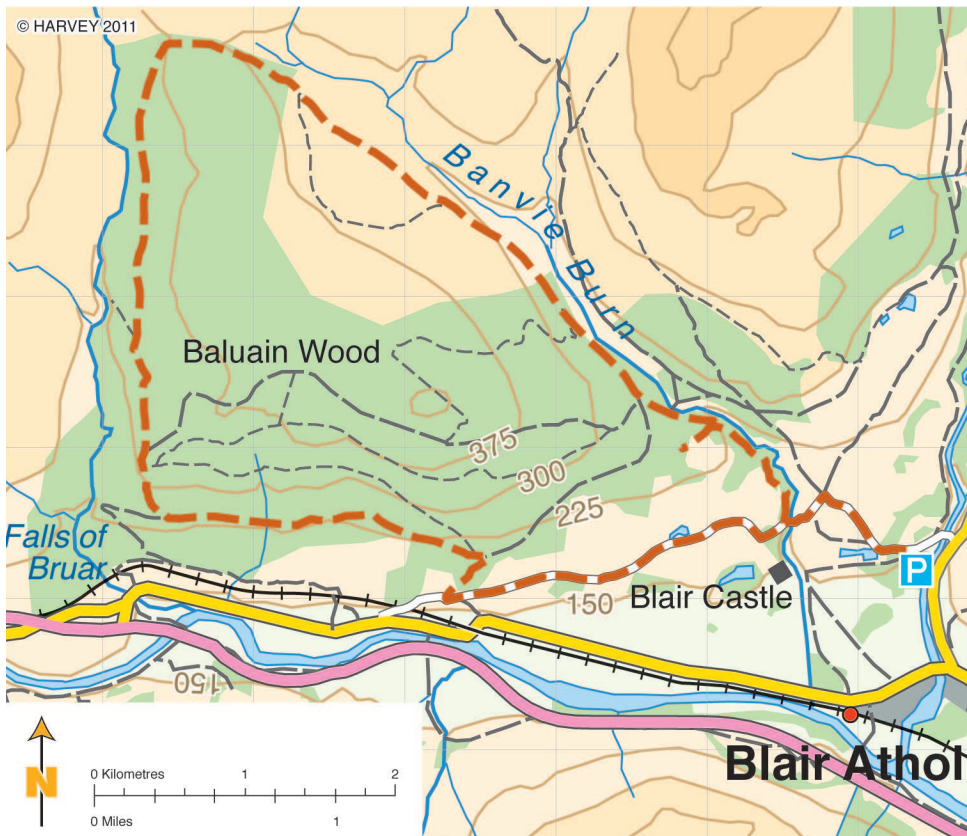 © HARVEY 2011
Banvie Burn
Baluain Wood
375
300
225
Falls of
Bruar
150
Blair Castle
P
150
Blair Athol
N
0 Kilometres 1 2
0 Miles 1